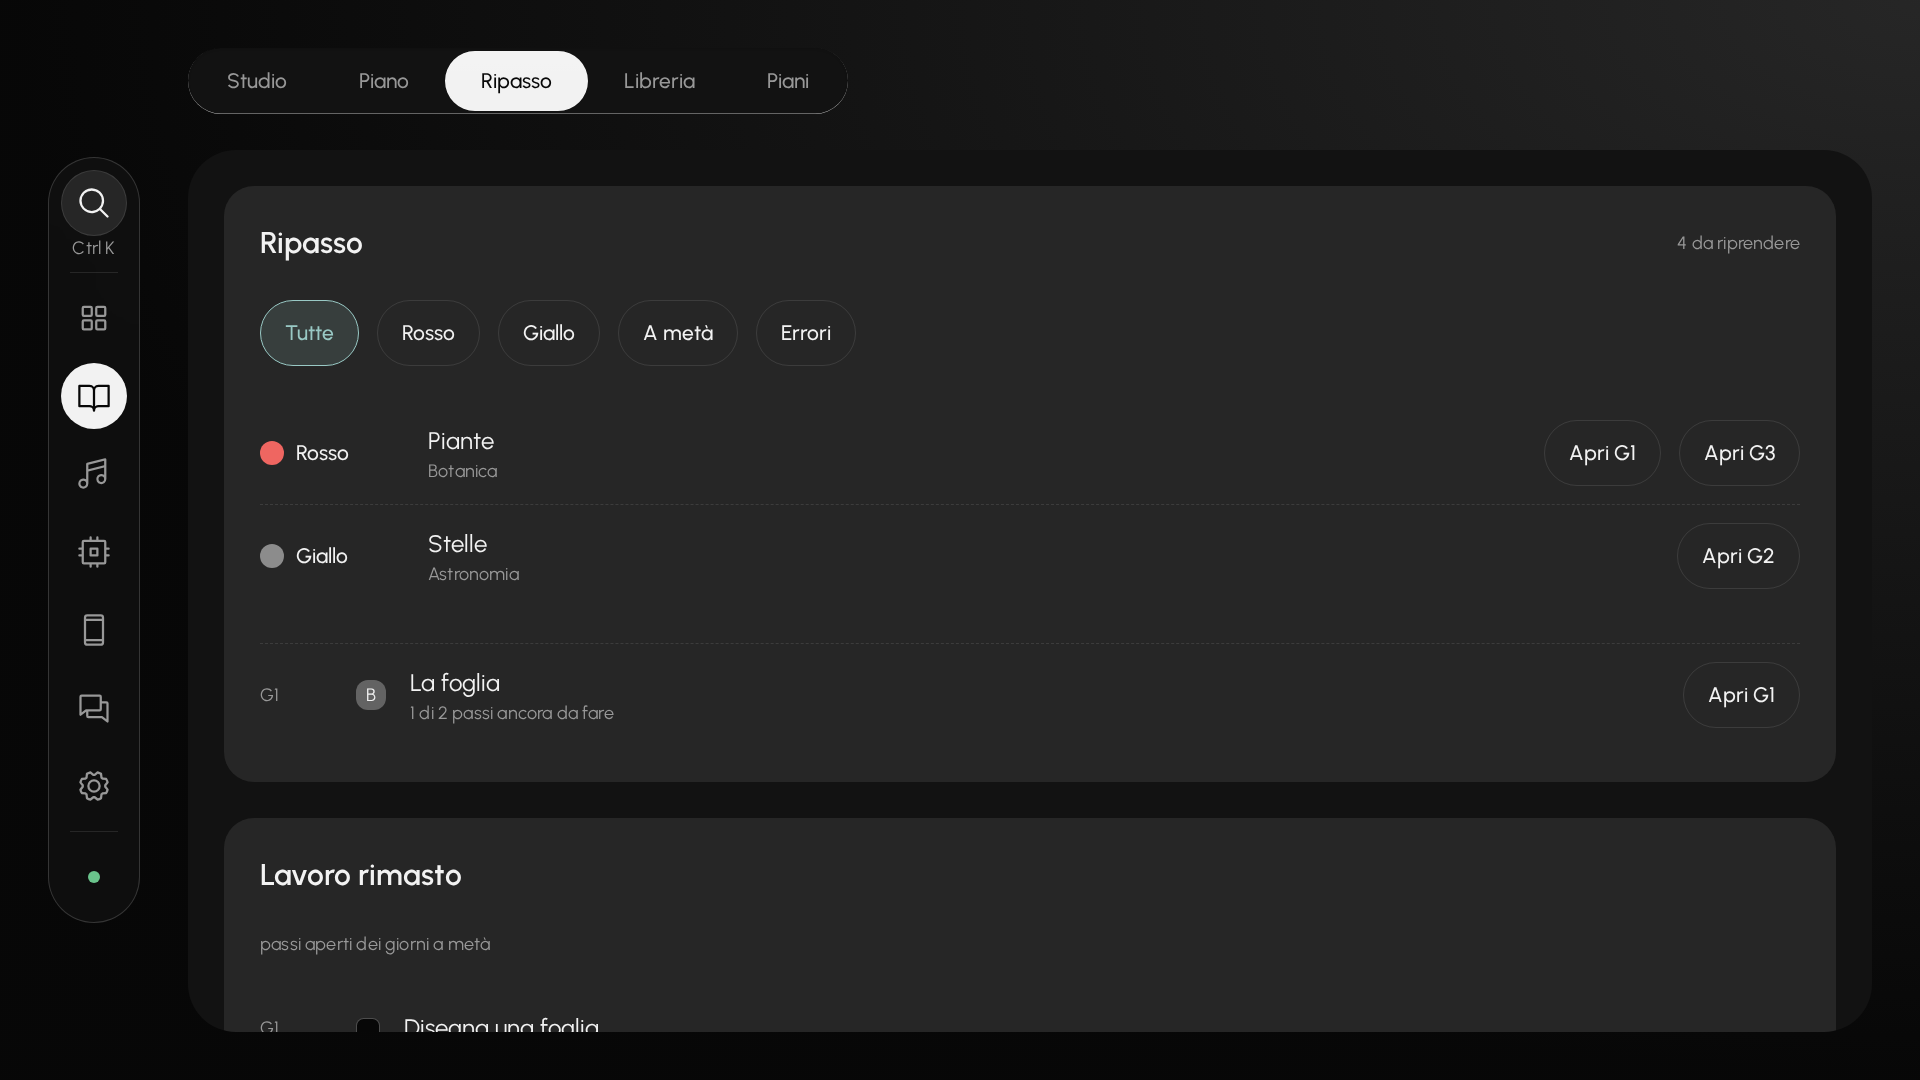 Studio
Piano
Ripasso
Libreria
Piani
Ctrl K
Ripasso
4 da riprendere
Tutte
Rosso
Giallo
A metà
Errori
Rosso
Piante
Botanica
Apri G1
Apri G3
Giallo
Stelle
Astronomia
Apri G2
G1
B
La foglia
1 di 2 passi ancora da fare
Apri G1
Lavoro rimasto
passi aperti dei giorni a metà
G1
Disegna una foglia